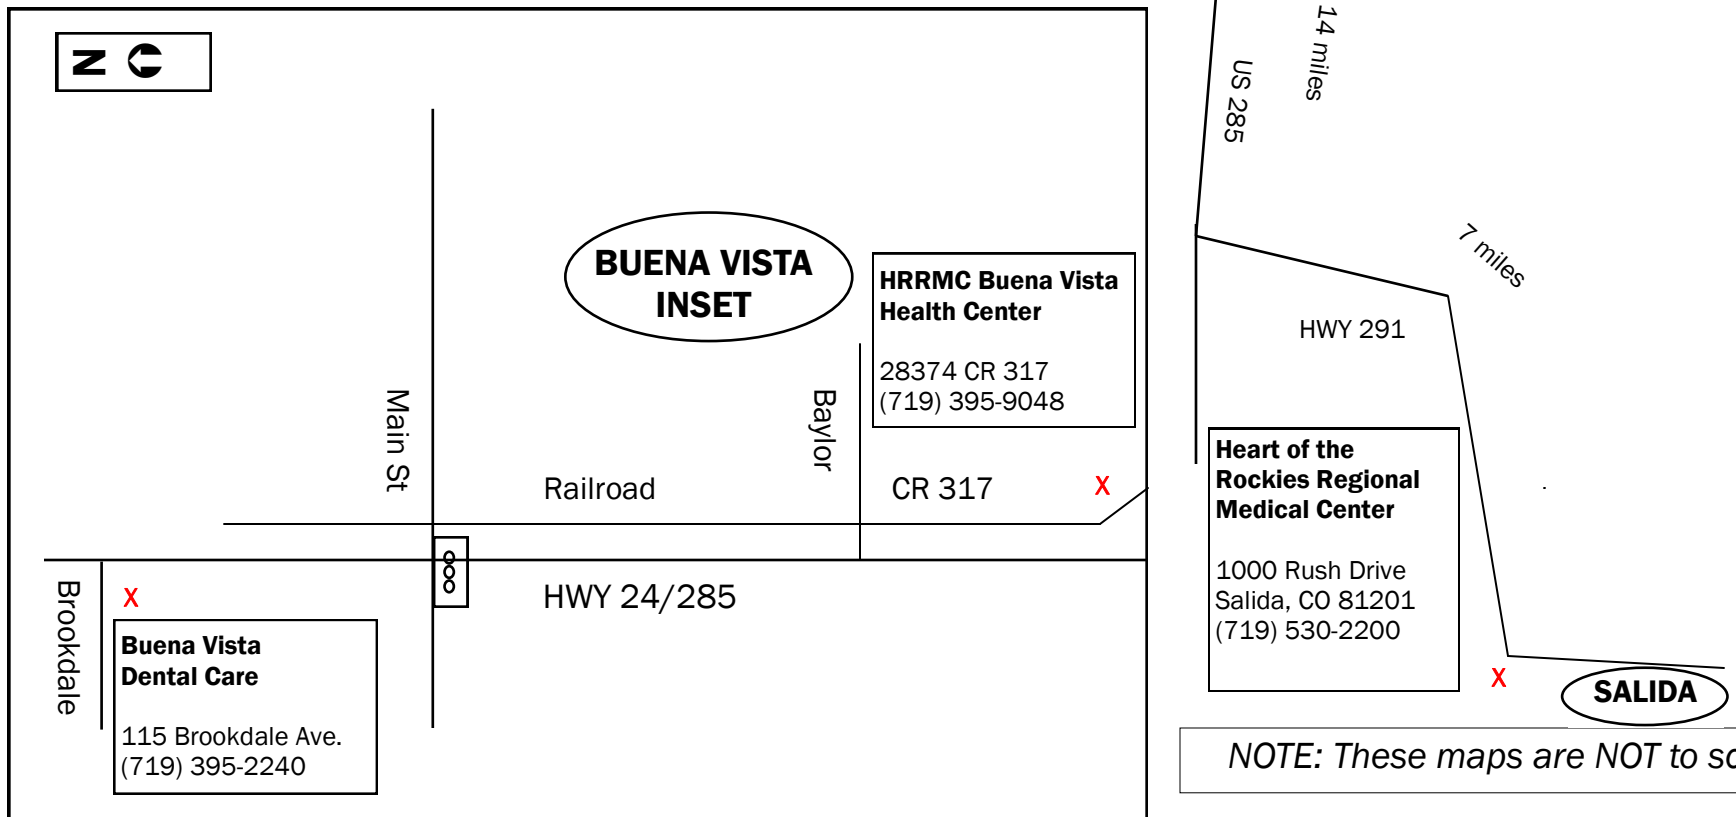 N
BUENA VISTA
INSET
HRRMC Buena Vista
Health Center
28374 CR 317
(719) 395-9048
Main St
Baylor
Railroad
CR 317
X
HWY 24/285
Brookdale
X
Buena Vista
Dental Care
115 Brookdale Ave.
(719) 395-2240
14 miles
US 285
7 miles
HWY 291
Heart of the
Rockies Regional
Medical Center
1000 Rush Drive
Salida, CO 81201
(719) 530-2200
X
SALIDA
NOTE: These maps are NOT to